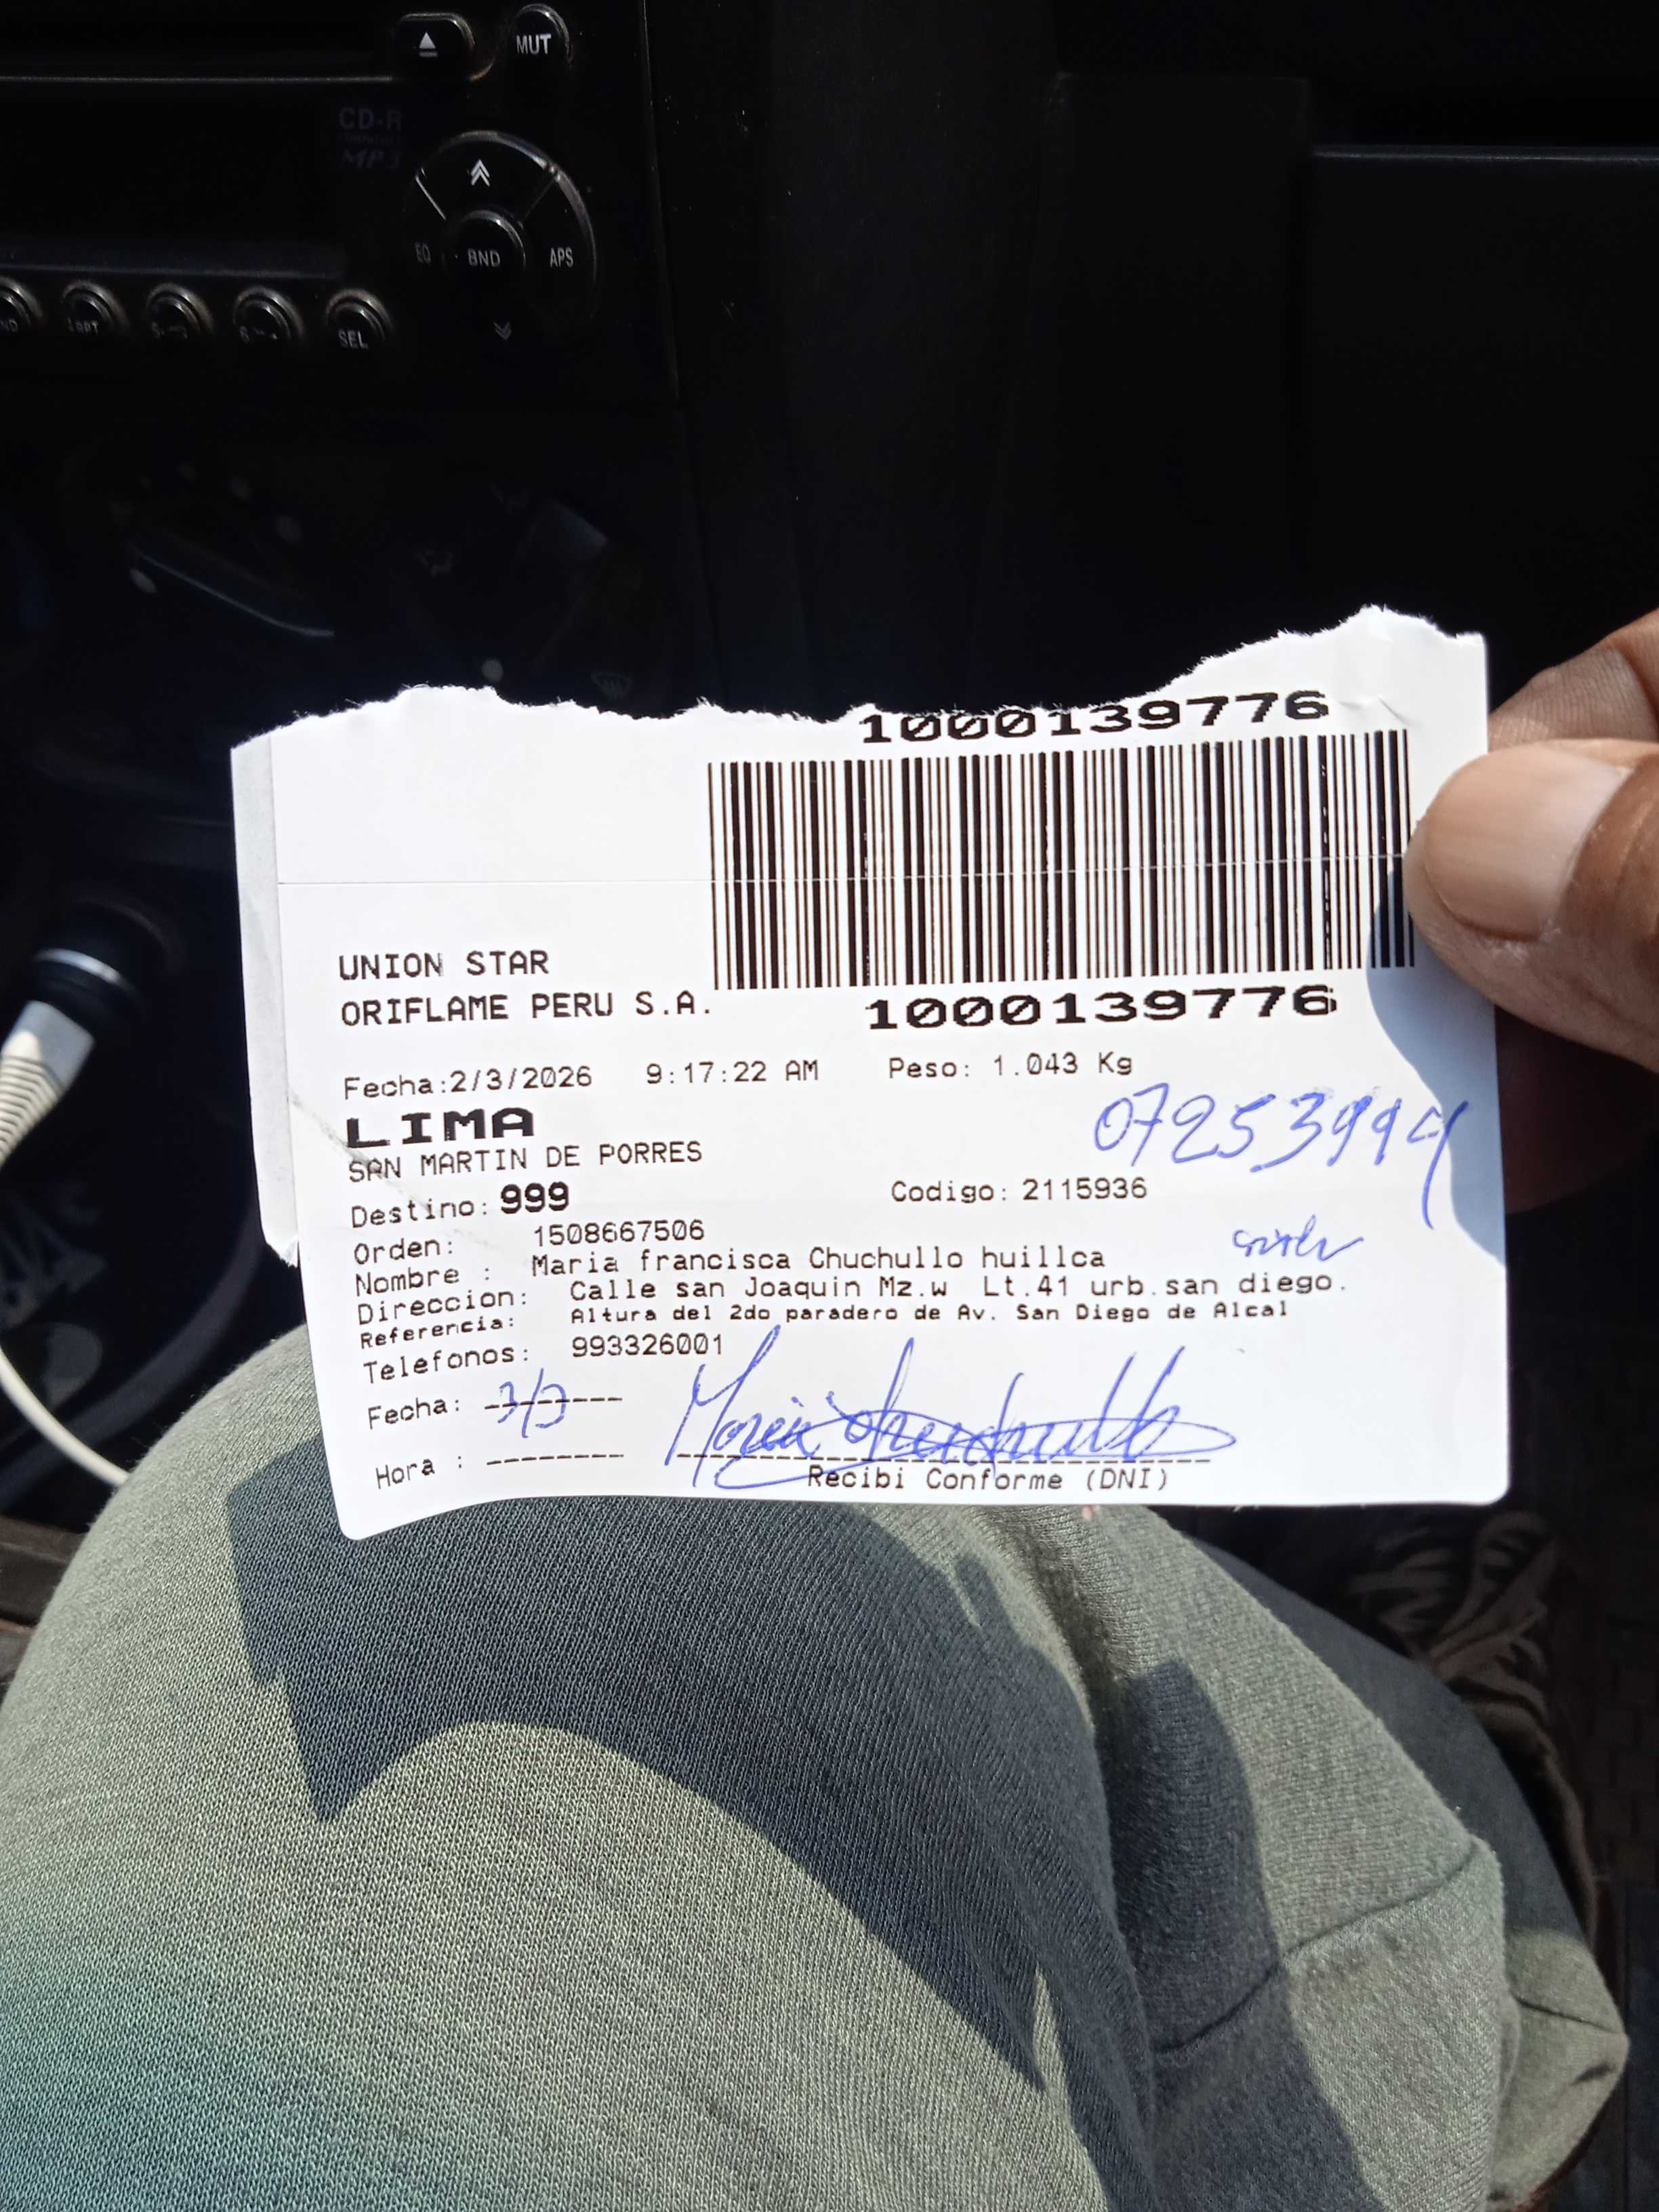 MUT
CD-R
MP3
EQ
BND
APS
SEL
1000139776
1000139776
UNION STAR
ORIFLAME PERU S.A.
Fecha:2/3/2026 9:17:22 AM Peso: 1.043 Kg
LIMA
SAN MARTIN DE PORRES
Destino: 999
Codigo: 2115936
Orden: 1508667506
Nombre : Maria francisca Chuchullo huillca
Direccion: Calle san Joaquin Mz.w Lt.41 urb.san diego.
Referencia: Altura del 2do paradero de Av. San Diego de Alcal
Telefonos: 993326001
Fecha: 3/3
Hora :
Maria Chuchullo
Recibi Conforme (DNI)